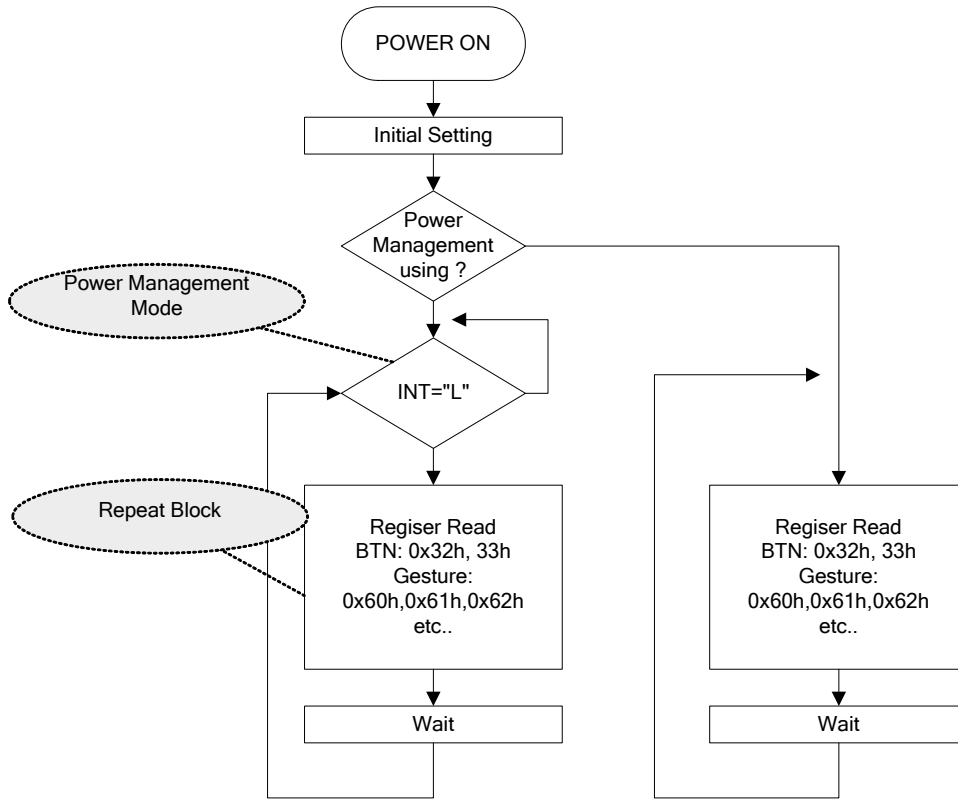 POWER ON
Initial Setting
Power
Management
using ?
Power Management
Mode
INT="L"
Repeat Block
Regiser Read
BTN: 0x32h, 33h
Gesture:
0x60h,0x61h,0x62h
etc..
Wait
Regiser Read
BTN: 0x32h, 33h
Gesture:
0x60h,0x61h,0x62h
etc..
Wait